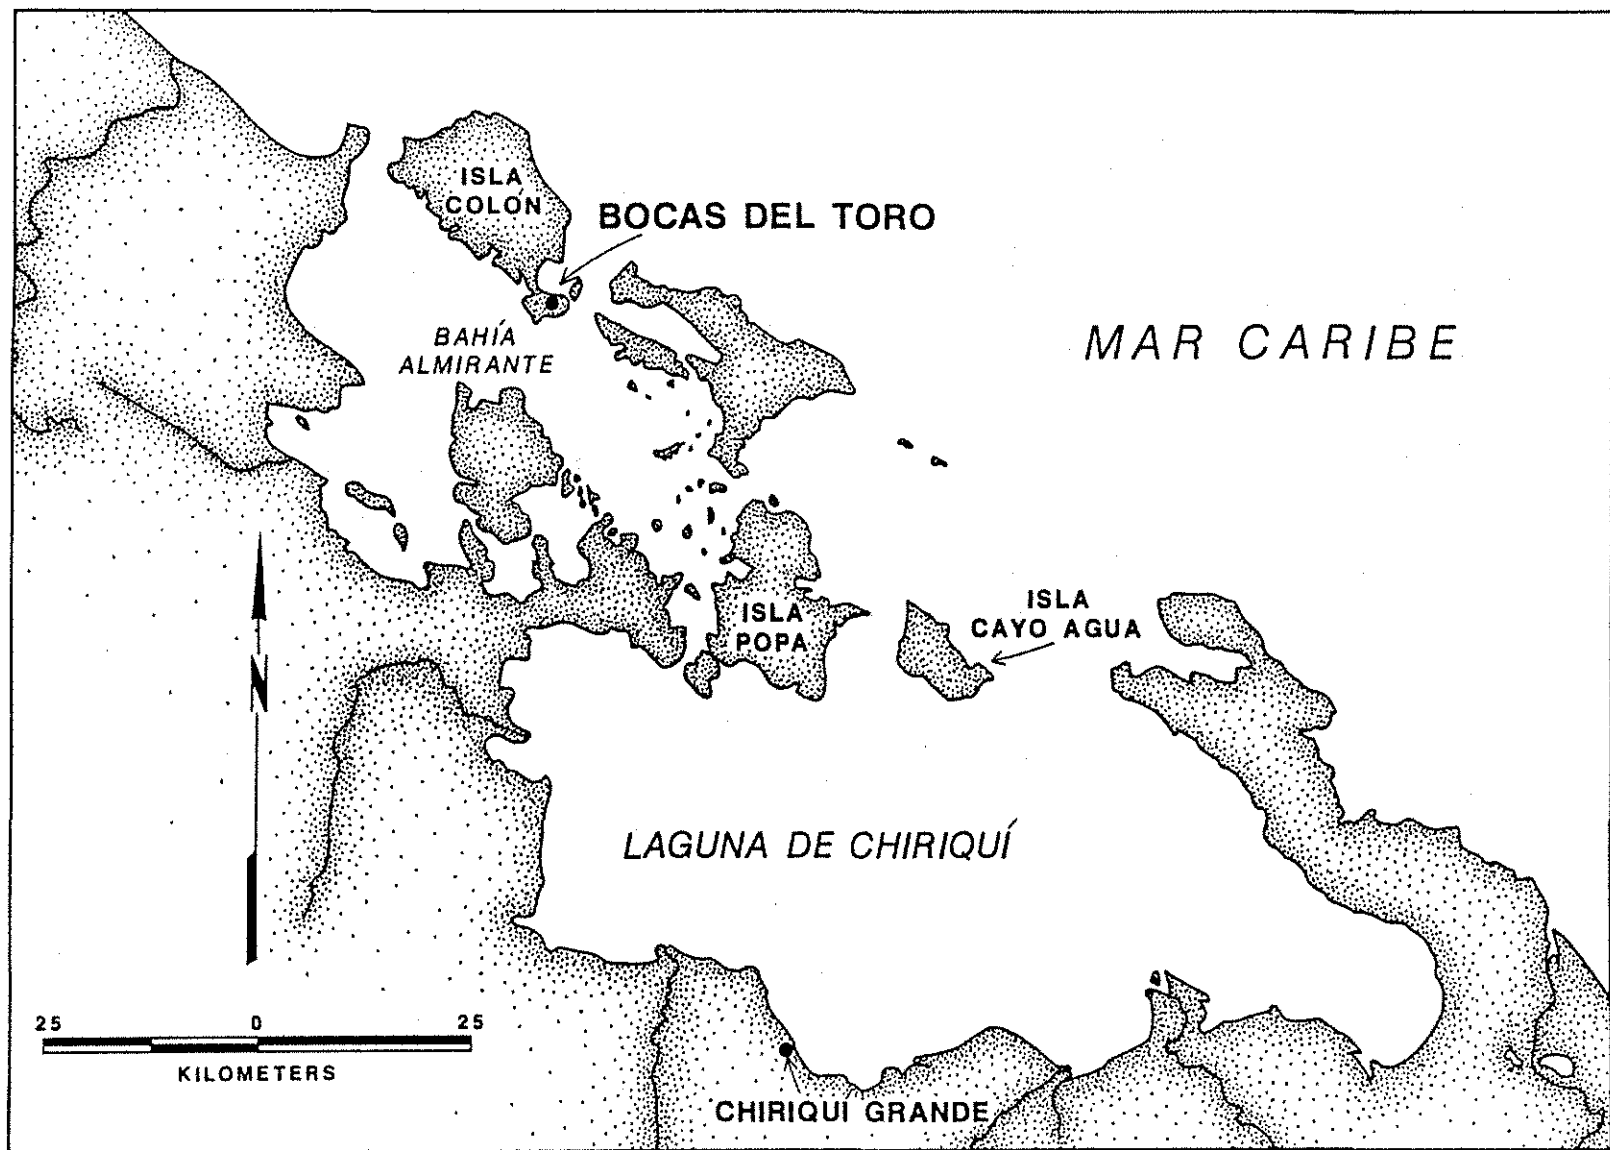 ISLA
COLÓN
BOCAS DEL TORO
BAHÍA
ALMIRANTE
MAR CARIBE
ISLA
POPA
ISLA
CAYO AGUA
N
LAGUNA DE CHIRIQUÍ
25 0 25
KILOMETERS
CHIRIQUI GRANDE